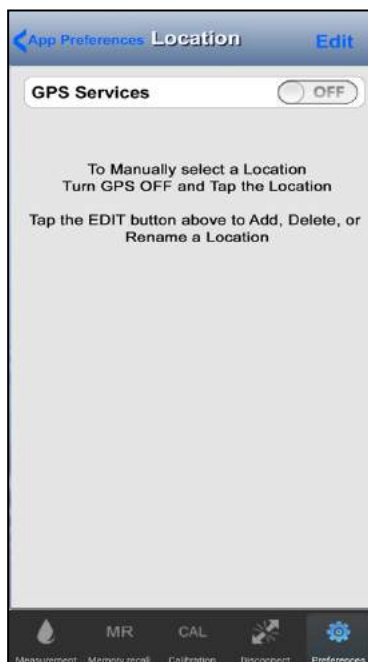 App Preferences Location Edit
GPS Services OFF
To Manually select a Location
Turn GPS OFF and Tap the Location
Tap the EDIT button above to Add, Delete, or
Rename a Location
MR CAL
Measurement Memory recall Calibration Disconnect Preferences